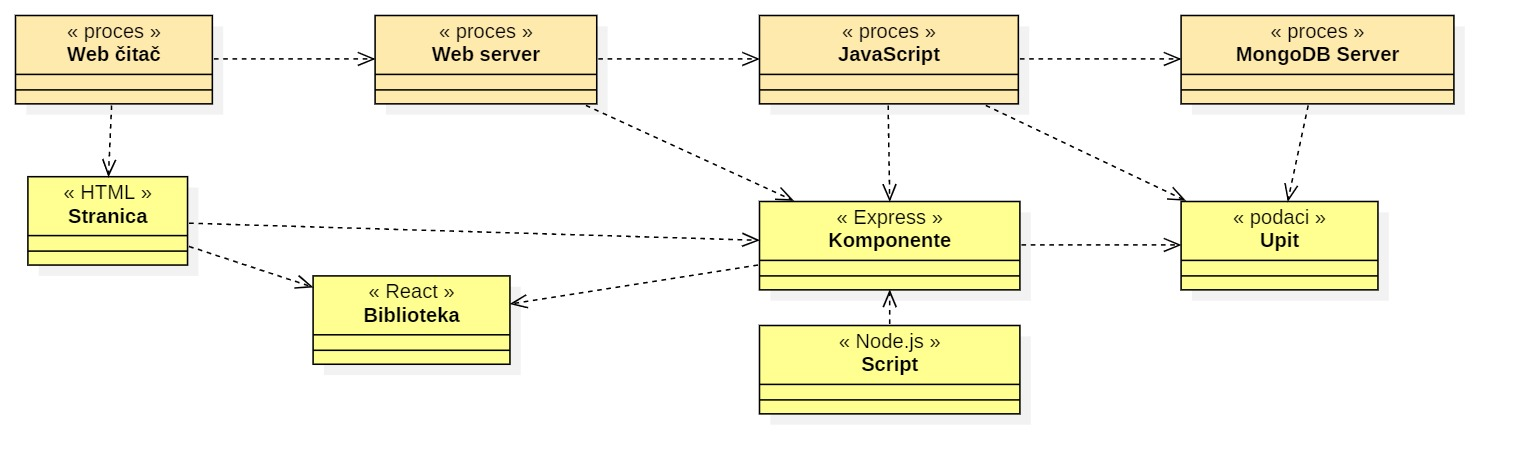 « proces »
Web čitač
« proces »
Web server
« proces »
JavaScript
« proces »
MongoDB Server
« HTML »
Stranica
« Express »
Komponente
« podaci »
Upit
« React »
Biblioteka
« Node.js »
Script